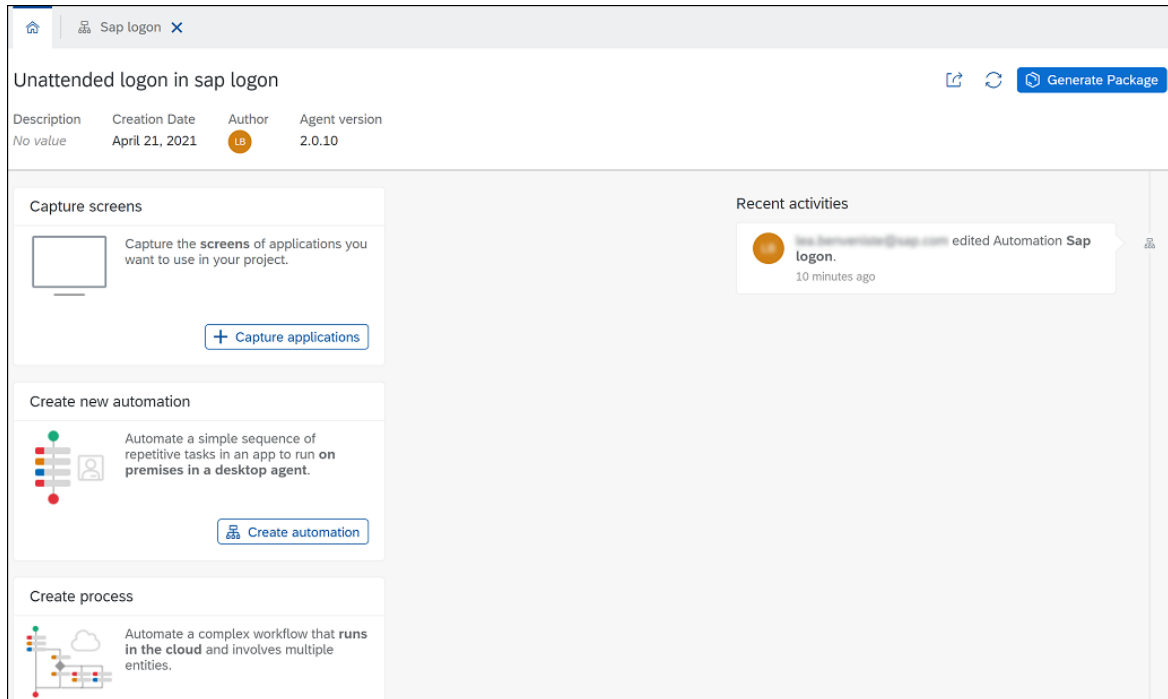 Sap logon
Unattended logon in sap logon
Generate Package
Description Creation Date Author Agent version
No value April 21, 2021 LB 2.0.10
Capture screens
Capture the screens of applications you
want to use in your project.
Capture applications
Create new automation
Automate a simple sequence of
repetitive tasks in an app to run on
premises in a desktop agent.
Create automation
Create process
Automate a complex workflow that runs
in the cloud and involves multiple
entities.
Recent activities
edited Automation Sap
logon.
10 minutes ago